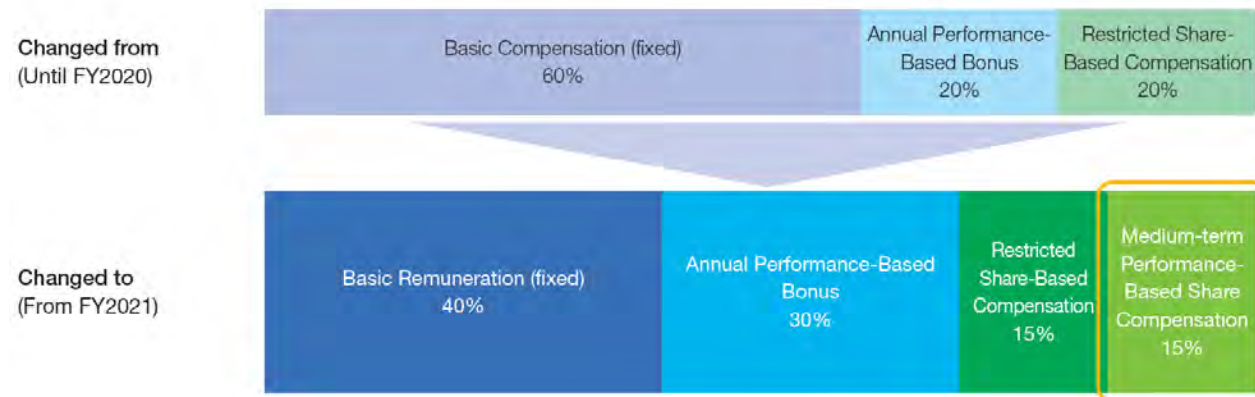 Changed from
(Until FY2020)
Basic Compensation (fixed)
60%
Annual Performance-
Based Bonus
20%
Restricted Share-
Based Compensation
20%
Changed to
(From FY2021)
Basic Remuneration (fixed)
40%
Annual Performance-Based
Bonus
30%
Restricted
Share-Based
Compensation
15%
Medium-term
Performance-
Based Share
Compensation
15%